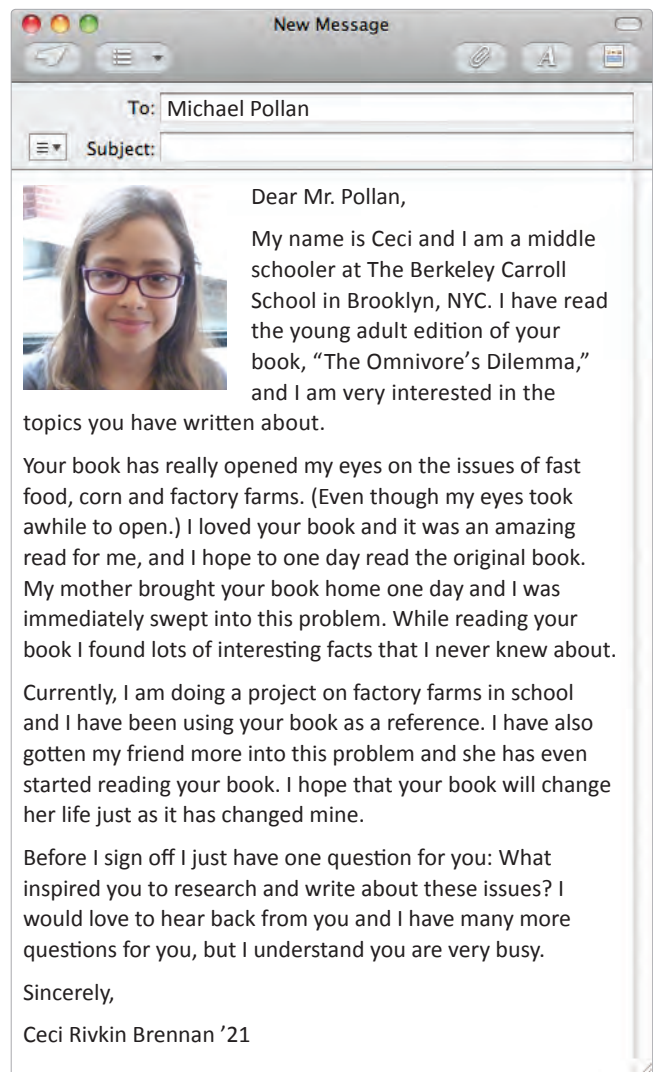 New Message
To: Michael Pollan
Subject:
Dear Mr. Pollan,
My name is Ceci and I am a middle
schooler at The Berkeley Carroll
School in Brooklyn, NYC. I have read
the young adult edition of your
book, “The Omnivore’s Dilemma,”
and I am very interested in the
topics you have written about.
Your book has really opened my eyes on the issues of fast
food, corn and factory farms. (Even though my eyes took
awhile to open.) I loved your book and it was an amazing
read for me, and I hope to one day read the original book.
My mother brought your book home one day and I was
immediately swept into this problem. While reading your
book I found lots of interesting facts that I never knew about.
Currently, I am doing a project on factory farms in school
and I have been using your book as a reference. I have also
gotten my friend more into this problem and she has even
started reading your book. I hope that your book will change
her life just as it has changed mine.
Before I sign off I just have one question for you: What
inspired you to research and write about these issues? I
would love to hear back from you and I have many more
questions for you, but I understand you are very busy.
Sincerely,
Ceci Rivkin Brennan ’21